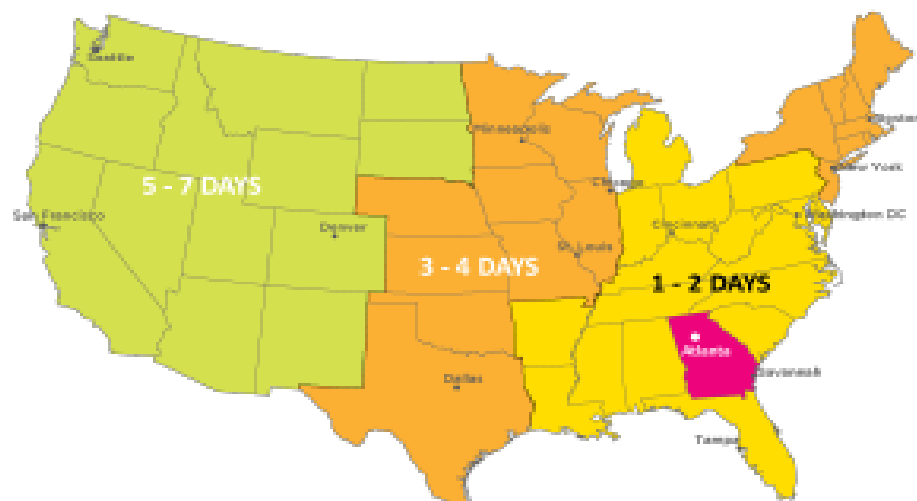 Seattle
Boston
Minneapolis
New York
Chicago
5 - 7 DAYS
San Francisco
Washington DC
Cincinnati
Denver
St. Louis
3 - 4 DAYS
1 - 2 DAYS
Atlanta
Savannah
Dallas
Tampa